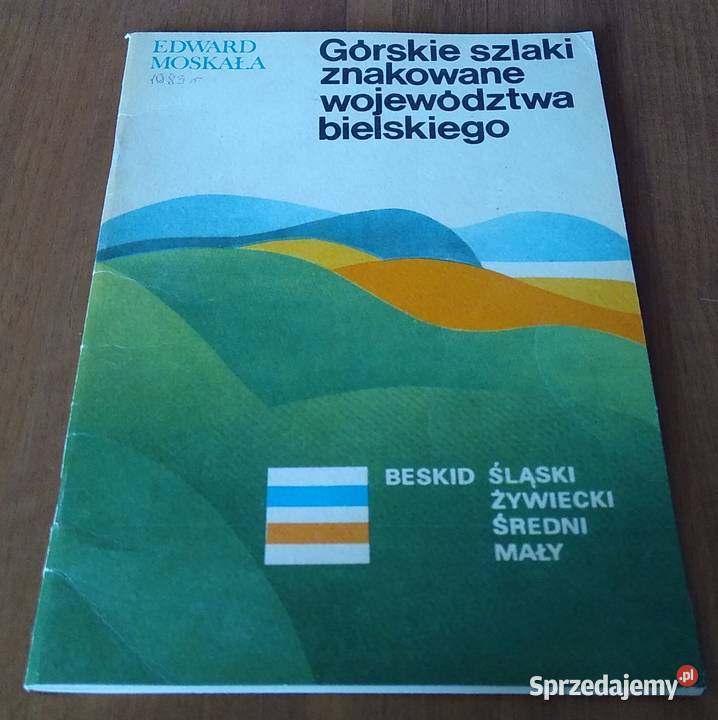 EDWARD
MOSKAŁA
1983 r
Górskie szlaki
znakowane
województwa
bielskiego
BESKID ŚLĄSKI
ŻYWIECKI
ŚREDNI
MAŁY
Sprzedajemy.pl